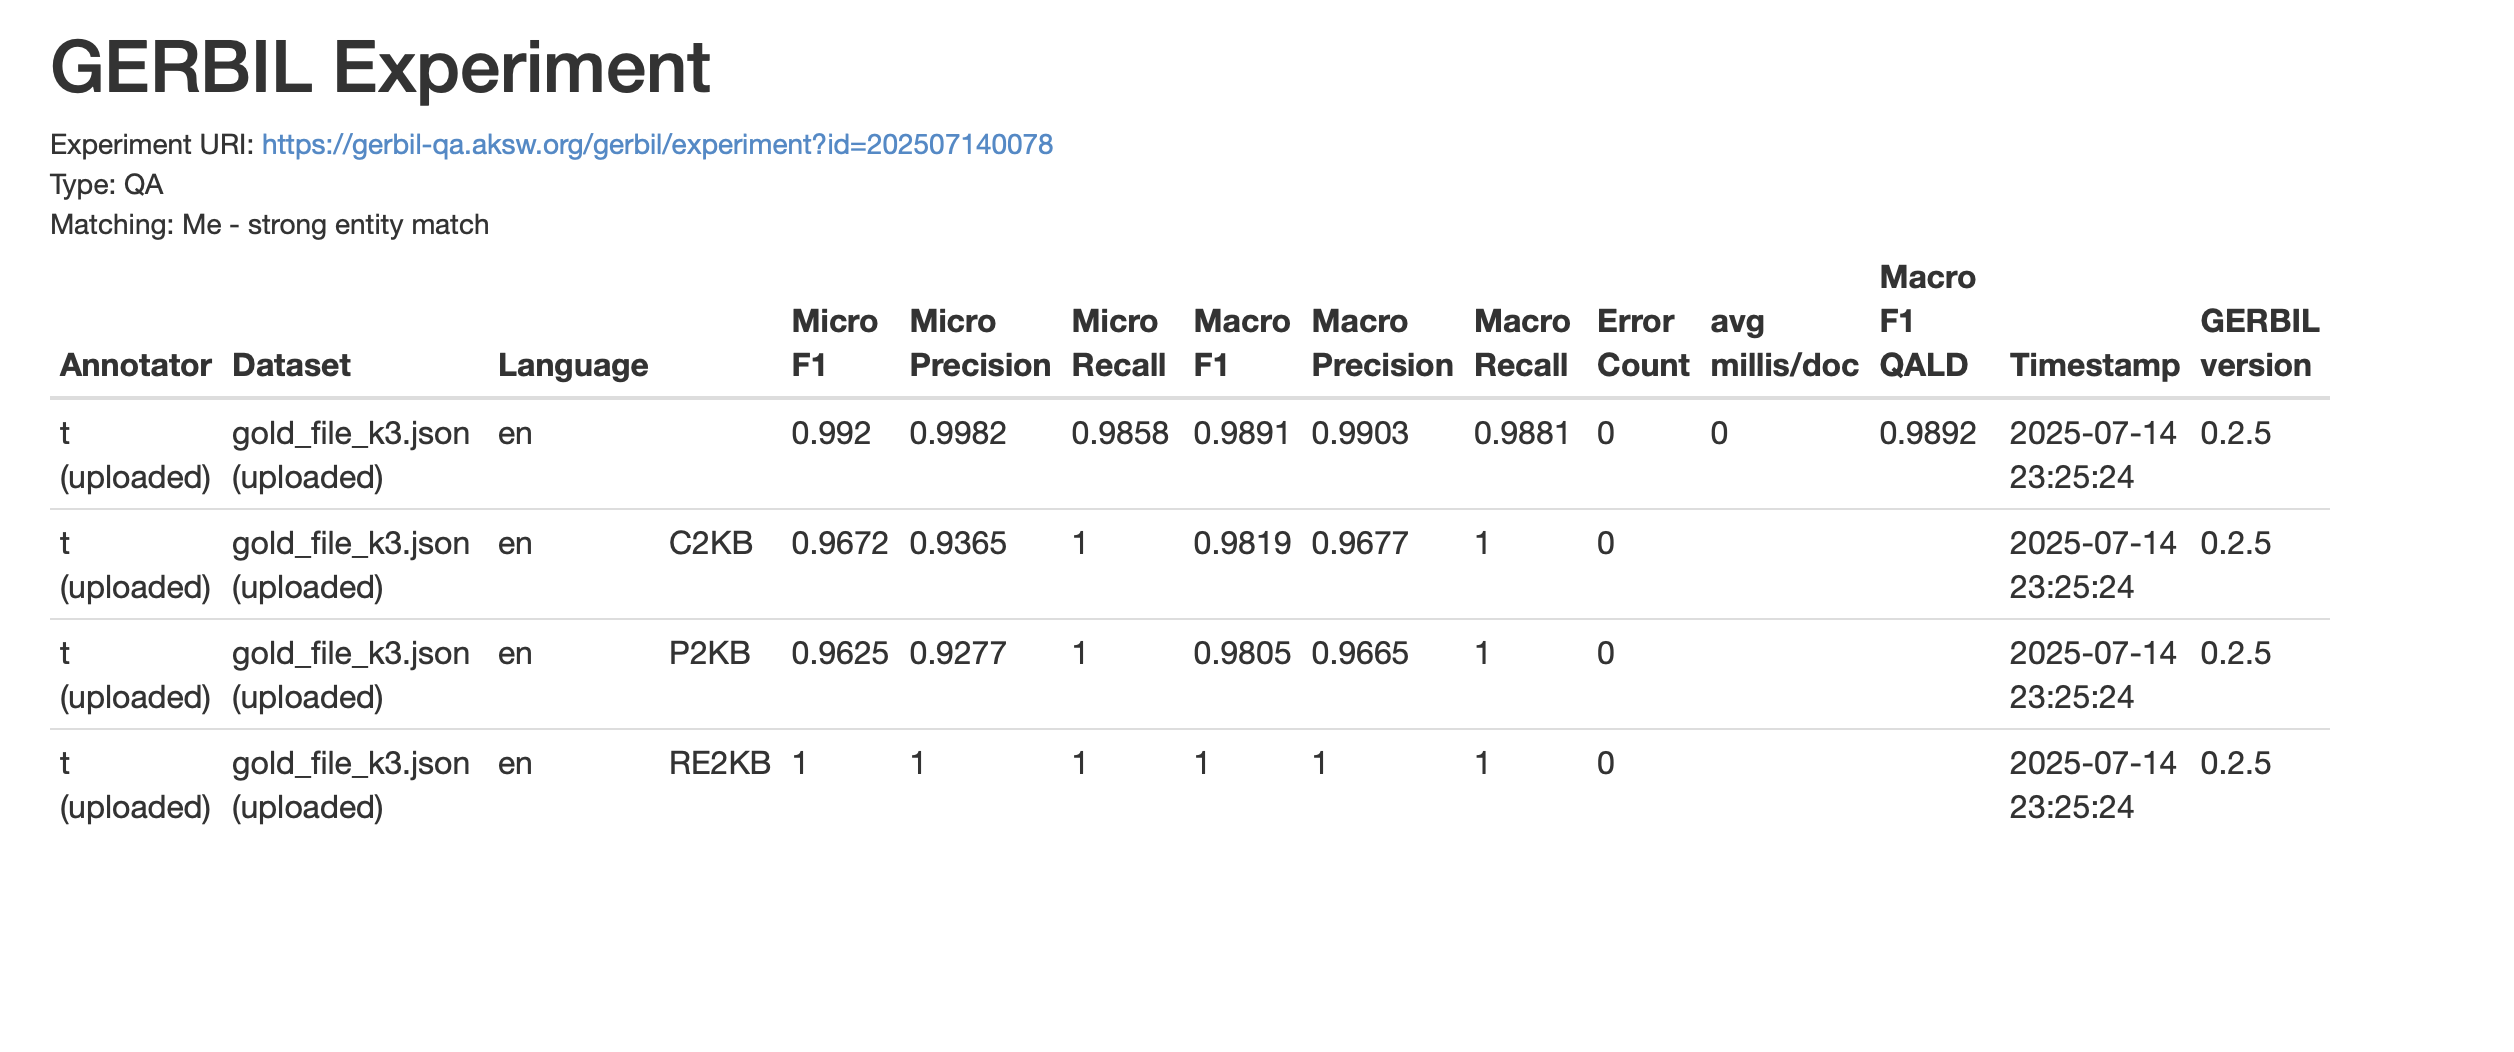 GERBIL Experiment
Experiment URI: https://gerbil-qa.aksw.org/gerbil/experiment?id=202507140078
Type: QA
Matching: Me - strong entity match
Annotator Dataset Language Micro F1 Micro Precision Micro Recall Macro F1 Macro Precision Macro Recall Error Count avg millis/doc Macro F1 QALD Timestamp GERBIL version
t (uploaded) gold_file_k3.json (uploaded) en 0.992 0.9982 0.9858 0.9891 0.9903 0.9881 0 0 0.9892 2025-07-14 23:25:24 0.2.5
t (uploaded) gold_file_k3.json (uploaded) en C2KB 0.9672 0.9365 1 0.9819 0.9677 1 0 2025-07-14 23:25:24 0.2.5
t (uploaded) gold_file_k3.json (uploaded) en P2KB 0.9625 0.9277 1 0.9805 0.9665 1 0 2025-07-14 23:25:24 0.2.5
t (uploaded) gold_file_k3.json (uploaded) en RE2KB 1 1 1 1 1 1 0 2025-07-14 23:25:24 0.2.5